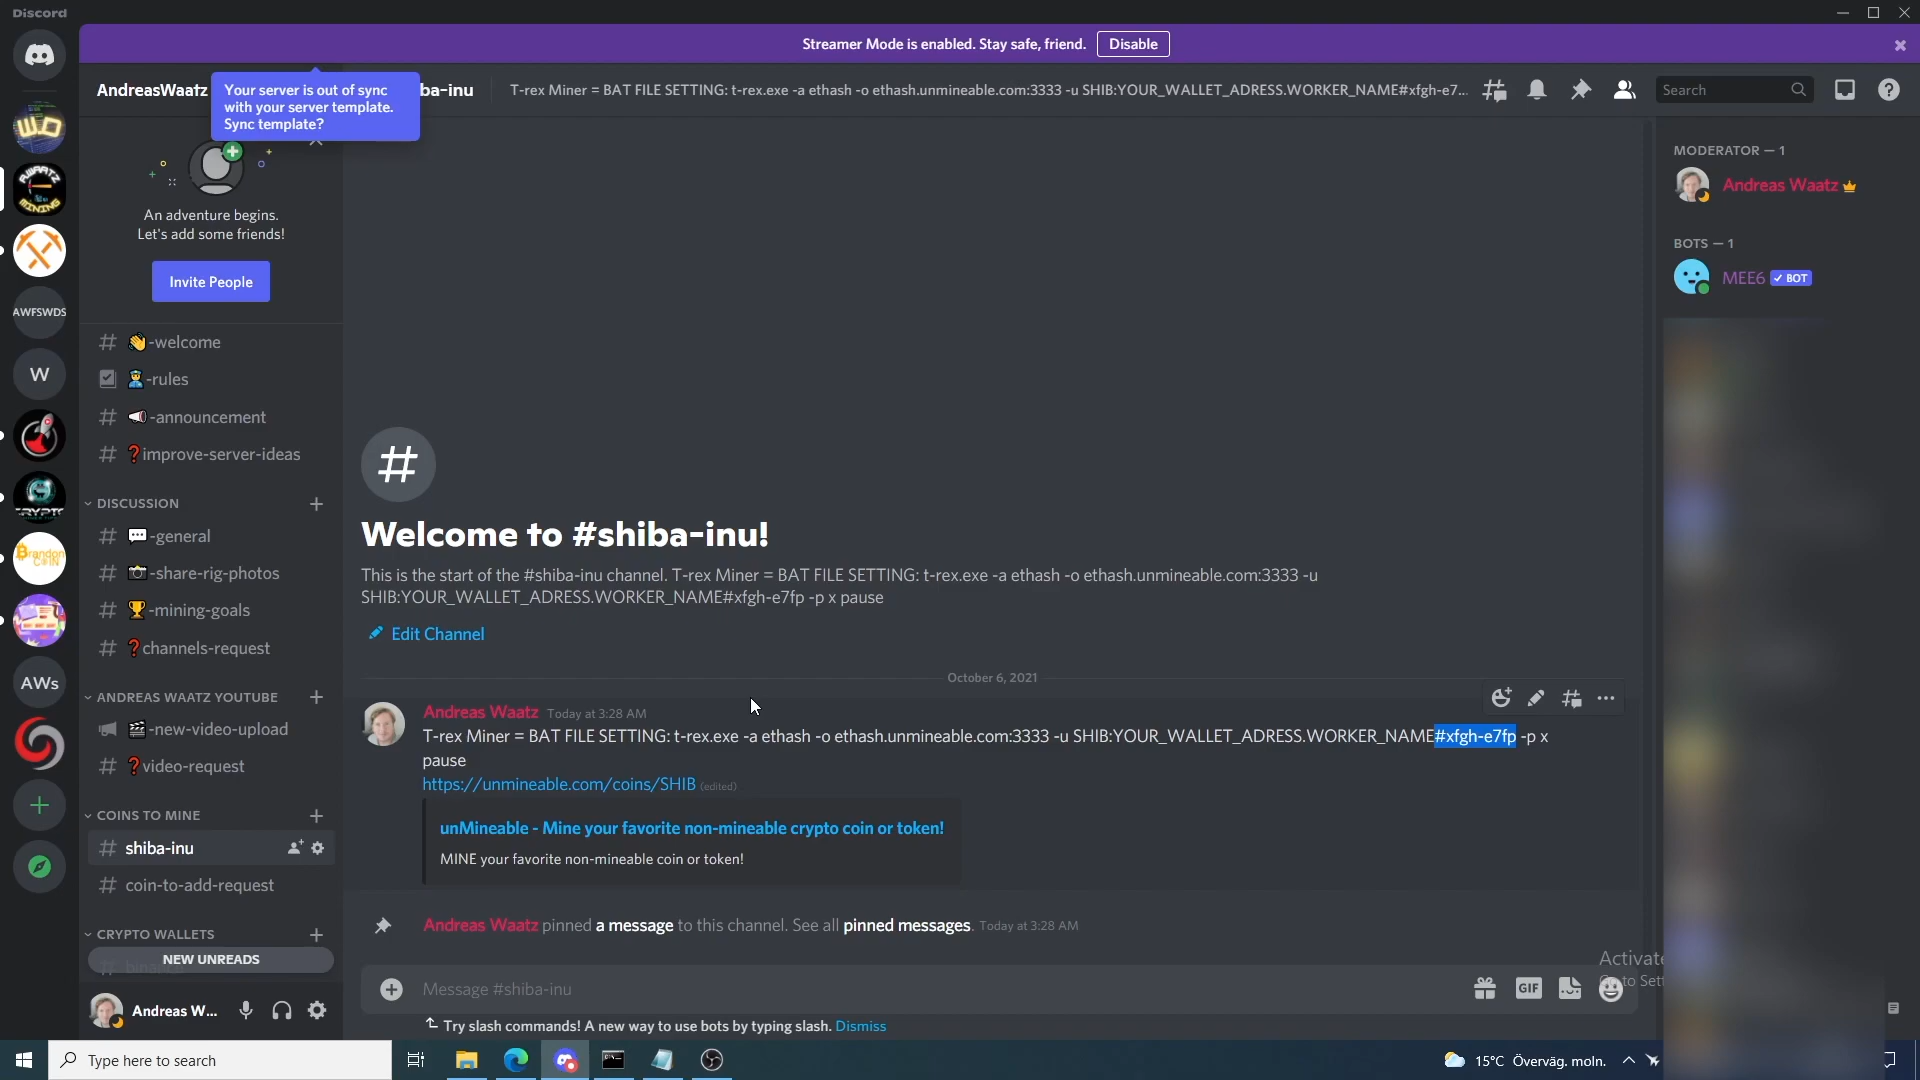 Discord
Streamer Mode is enabled. Stay safe, friend. Disable
AndreasWaatz
Your server is out of sync
with your server template.
Sync template?
ba-inu
T-rex Miner = BAT FILE SETTING: t-rex.exe -a ethash -o ethash.unmineable.com:3333 -u SHIB:YOUR_WALLET_ADRESS.WORKER_NAME#xfgh-e7...
Search
An adventure begins.
Let's add some friends!
Invite People
AWFSWDS
W
AWs
-welcome
-rules
-announcement
improve-server-ideas
DISCUSSION
-general
-share-rig-photos
-mining-goals
channels-request
ANDREAS WAATZ YOUTUBE
-new-video-upload
video-request
COINS TO MINE
shiba-inu
coin-to-add-request
CRYPTO WALLETS
NEW UNREADS
Andreas W...
Welcome to #shiba-inu!
This is the start of the #shiba-inu channel. T-rex Miner = BAT FILE SETTING: t-rex.exe -a ethash -o ethash.unmineable.com:3333 -u
SHIB:YOUR_WALLET_ADRESS.WORKER_NAME#xfgh-e7fp -p x pause
Edit Channel
October 6, 2021
Andreas Waatz Today at 3:28 AM
T-rex Miner = BAT FILE SETTING: t-rex.exe -a ethash -o ethash.unmineable.com:3333 -u SHIB:YOUR_WALLET_ADRESS.WORKER_NAME#xfgh-e7fp -p x
pause
https://unmineable.com/coins/SHIB (edited)
unMineable - Mine your favorite non-mineable crypto coin or token!
MINE your favorite non-mineable coin or token!
Andreas Waatz pinned a message to this channel. See all pinned messages. Today at 3:28 AM
Message #shiba-inu
GIF
Try slash commands! A new way to use bots by typing slash. Dismiss
MODERATOR — 1
Andreas Waatz
BOTS — 1
MEE6 BOT
Activate
Type here to search
15°C Överväg. moln.